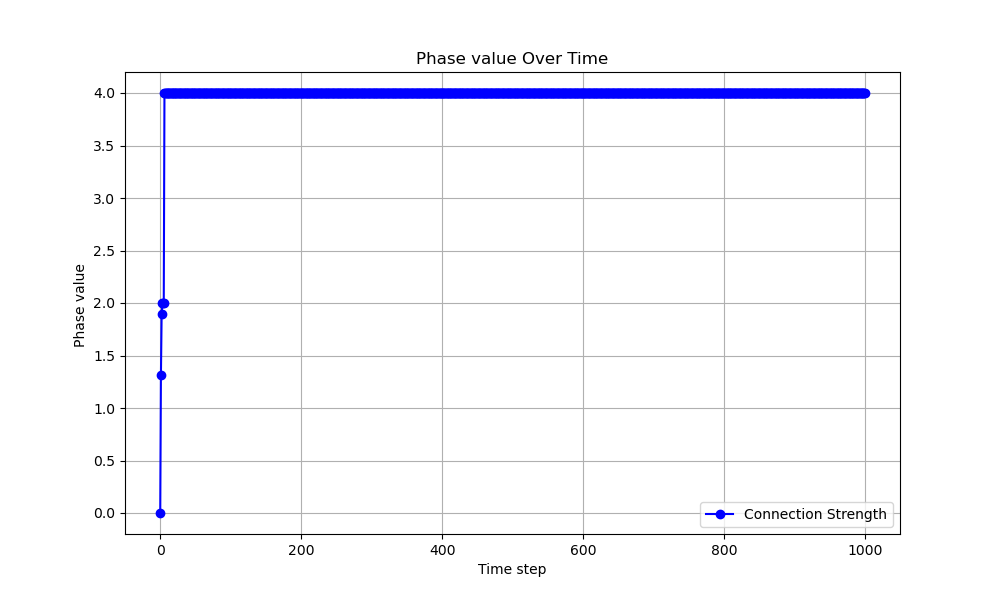 Phase value Over Time
4.0
3.5
3.0
2.5
2.0
1.5
1.0
0.5
0.0
Phase value
0 200 400 600 800 1000
Time step
Connection Strength